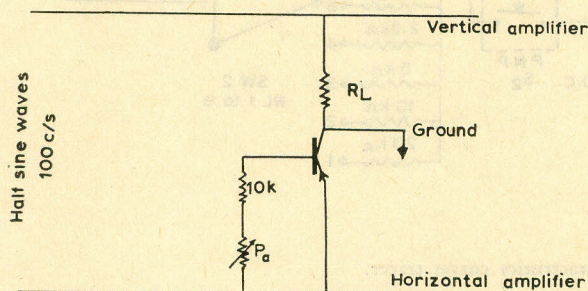 Vertical amplifier
RL
Ground
Half sine waves
100 c/s
10k
Pa
Horizontal amplifier